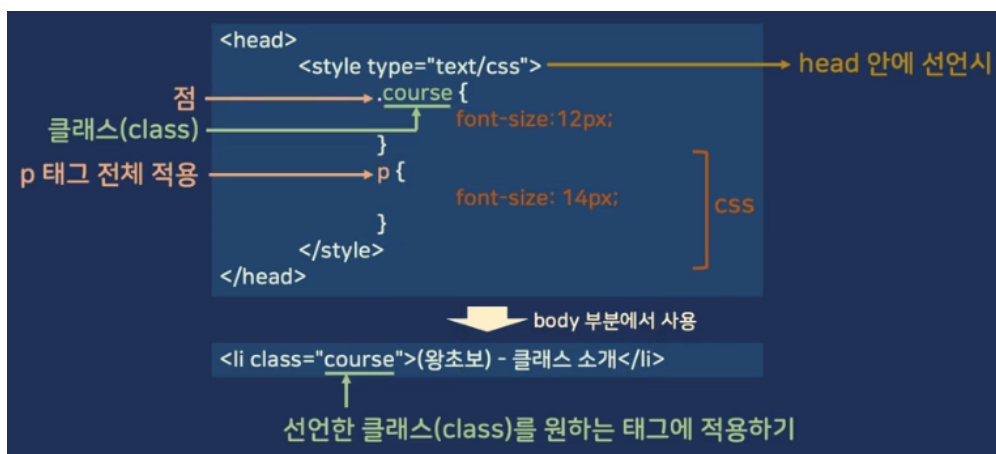 <head>
<style type="text/css"> head 안에 선언시
점 .course {
클래스(class) font-size:12px;
}
p 태그 전체 적용 p {
font-size: 14px; css
}
</style>
</head>
body 부분에서 사용
<li class="course">(왕초보) - 클래스 소개</li>
선언한 클래스(class)를 원하는 태그에 적용하기